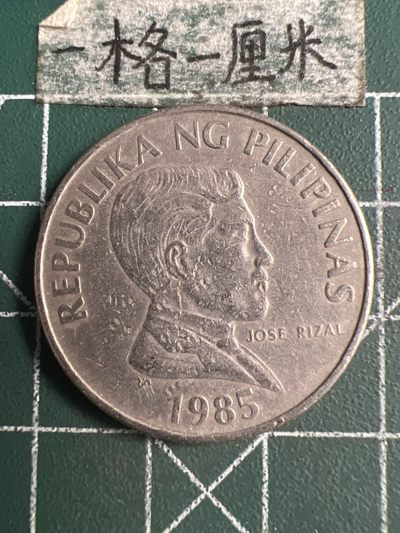 一格一厘米
REPUBLIKA NG PILIPINAS
JOSE RIZAL
1985